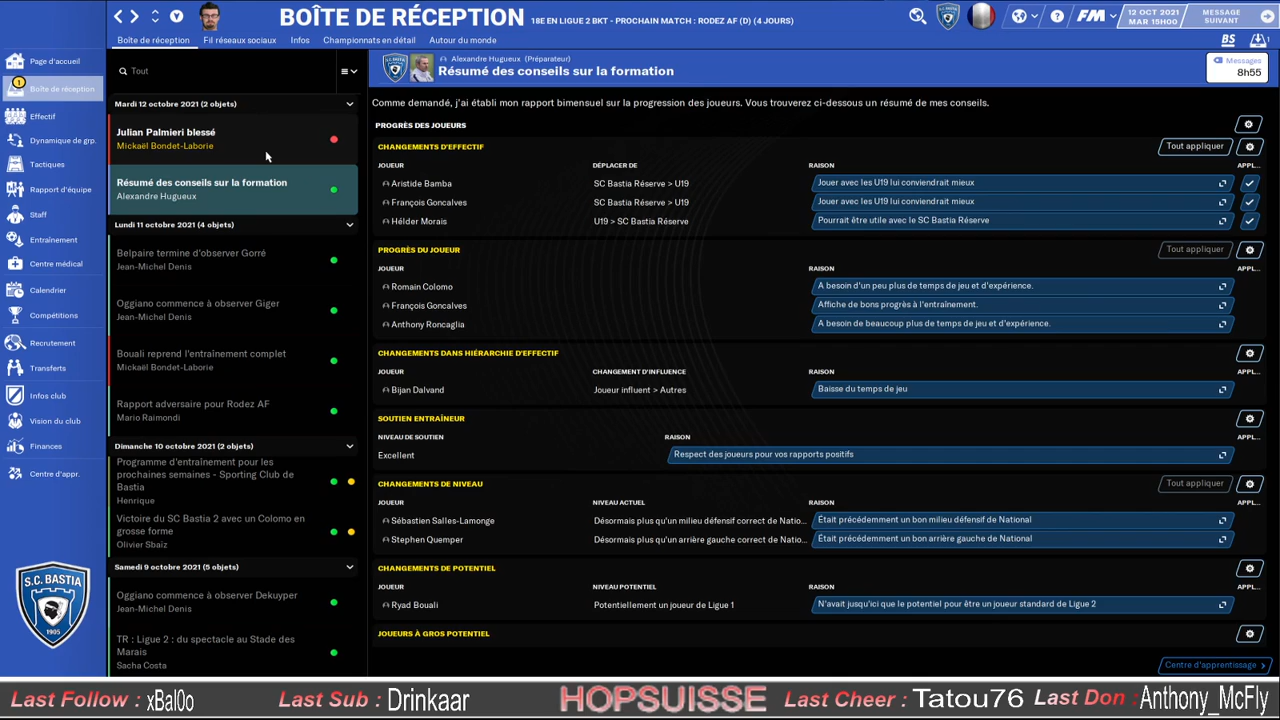 BOÎTE DE RÉCEPTION
18E EN LIGUE 2 BKT - PROCHAIN MATCH : RODEZ AF (D) (4 JOURS)
FM
12 OCT 2021
MAR 15H00
MESSAGE SUIVANT
Boîte de réception
Fil réseaux sociaux
Infos
Championnats en détail
Autour du monde
BS
1
Page d'accueil
1
Boîte de réception
Effectif
Dynamique de grp.
Tactiques
Rapport d'équipe
Staff
Entraînement
Centre médical
Calendrier
Compétitions
Recrutement
Transferts
Infos club
Vision du club
Finances
Centre d'appr.
S.C. BASTIA
1905
Tout
Mardi 12 octobre 2021 (2 objets)
Julian Palmieri blessé
Mickaël Bondet-Laborie
Résumé des conseils sur la formation
Alexandre Hugueux
Lundi 11 octobre 2021 (4 objets)
Belpaire termine d'observer Gorré
Jean-Michel Denis
Oggiano commence à observer Giger
Jean-Michel Denis
Bouali reprend l'entraînement complet
Mickaël Bondet-Laborie
Rapport adversaire pour Rodez AF
Mario Raimondi
Dimanche 10 octobre 2021 (2 objets)
Programme d'entraînement pour les
prochaines semaines - Sporting Club de
Bastia
Henrique
Victoire du SC Bastia 2 avec un Colomo en
grosse forme
Olivier Sbaïz
Samedi 9 octobre 2021 (5 objets)
Oggiano commence à observer Dekuyper
Jean-Michel Denis
TR : Ligue 2 : du spectacle au Stade des
Marais
Sacha Costa
Alexandre Hugueux (Préparateur)
Résumé des conseils sur la formation
Messages
8h55
Comme demandé, j'ai établi mon rapport bimensuel sur la progression des joueurs. Vous trouverez ci-dessous un résumé de mes conseils.
PROGRÈS DES JOUEURS
CHANGEMENTS D'EFFECTIF
Tout appliquer
JOUEUR DÉPLACER DE RAISON APPL...
Aristide Bamba SC Bastia Réserve > U19 Jouer avec les U19 lui conviendrait mieux
François Goncalves SC Bastia Réserve > U19 Jouer avec les U19 lui conviendrait mieux
Hélder Morais U19 > SC Bastia Réserve Pourrait être utile avec le SC Bastia Réserve
PROGRÈS DU JOUEUR
Tout appliquer
JOUEUR RAISON APPL...
Romain Colomo A besoin d'un peu plus de temps de jeu et d'expérience.
François Goncalves Affiche de bons progrès à l'entraînement.
Anthony Roncaglia A besoin de beaucoup plus de temps de jeu et d'expérience.
CHANGEMENTS DANS HIÉRARCHIE D'EFFECTIF
JOUEUR CHANGEMENT D'INFLUENCE RAISON APPL...
Bijan Dalvand Joueur influent > Autres Baisse du temps de jeu
SOUTIEN ENTRAÎNEUR
NIVEAU DE SOUTIEN RAISON APPL...
Excellent Respect des joueurs pour vos rapports positifs
CHANGEMENTS DE NIVEAU
Tout appliquer
JOUEUR NIVEAU ACTUEL RAISON APPL...
Sébastien Salles-Lamonge Désormais plus qu'un milieu défensif correct de Natio... Était précédemment un bon milieu défensif de National
Stephen Quemper Désormais plus qu'un arrière gauche correct de Natio... Était précédemment un bon arrière gauche de National
CHANGEMENTS DE POTENTIEL
JOUEUR NIVEAU POTENTIEL RAISON APPL...
Ryad Bouali Potentiellement un joueur de Ligue 1 N'avait jusqu'ici que le potentiel pour être un joueur standard de Ligue 2
JOUEURS À GROS POTENTIEL
Centre d'apprentissage
Last Follow : xBal0o
Last Sub : Drinkaar
HOPSUISSE
Last Cheer : Tatou76
Last Don : Anthony_McFly